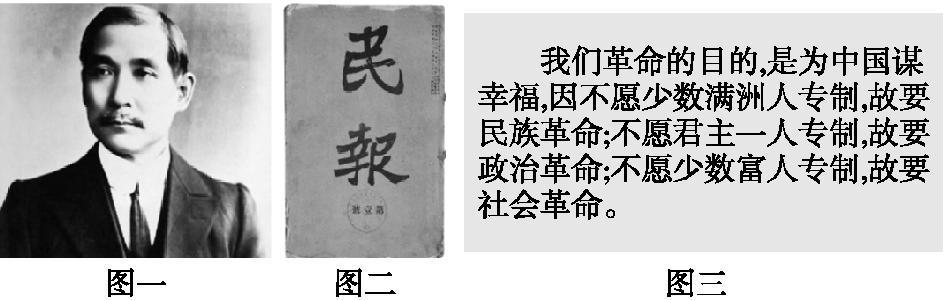 民
報
第壹號
我们革命的目的,是为中国谋
幸福,因不愿少数满洲人专制,故要
民族革命;不愿君主一人专制,故要
政治革命;不愿少数富人专制,故要
社会革命。
图一
图二
图三